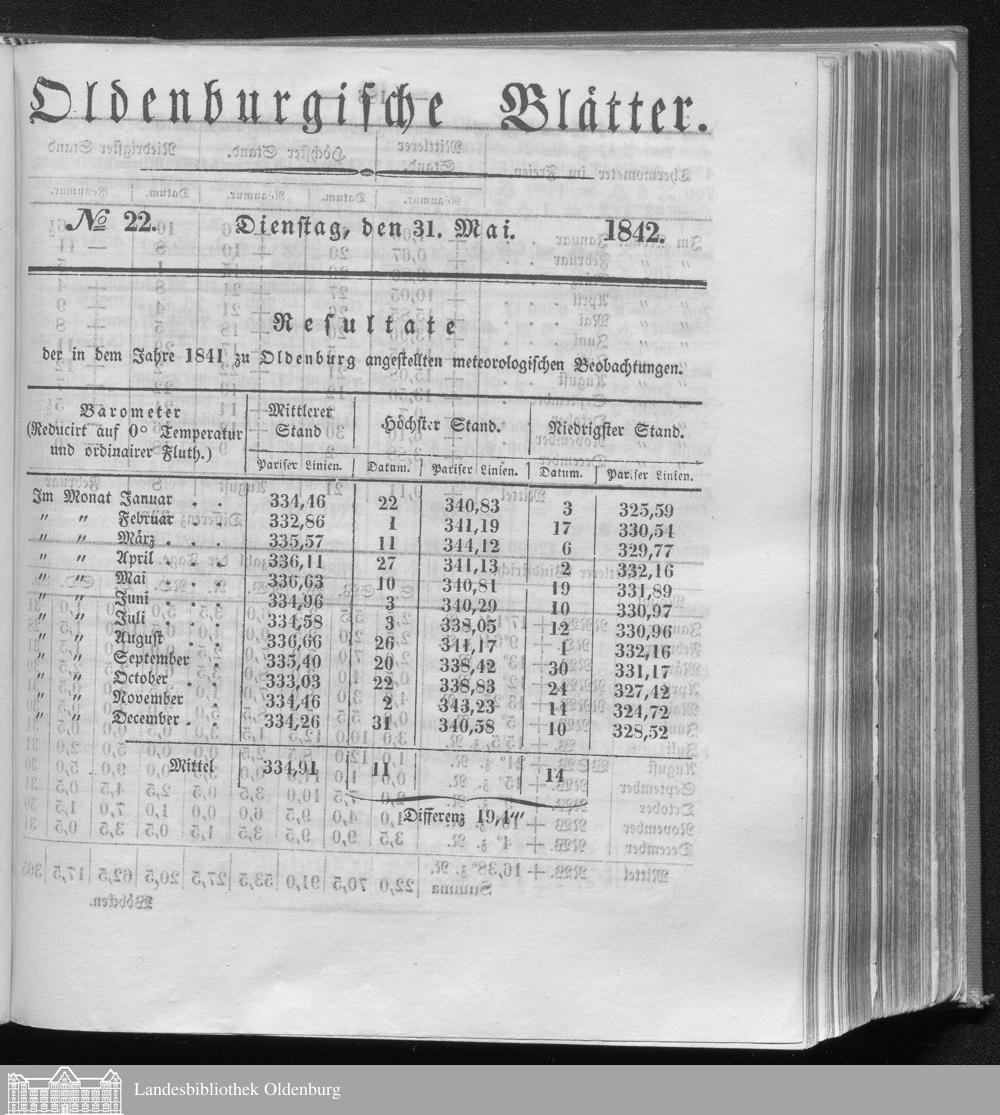 Oldenburgische Blätter.
No 22. Dienstag, den 31. Mai. 1842.
Resultate
der in dem Jahre 1841 zu Oldenburg angestellten meteorologischen Beobachtungen.
Barometer Mittlerer Höchster Stand. Niedrigster Stand.
(Reducirt auf 0° Temperatur Stand
und ordinairer Fluth.)
Pariser Linien. Datum. Pariser Linien. Datum. Pariser Linien.
Im Monat Januar . . 334,46 22 340,83 3 325,59
" " Februar . . 332,86 1 341,19 17 330,54
" " März . . . 335,57 11 344,12 6 329,77
" " April . . . 336,11 27 341,13 2 332,16
" " Mai . . . 336,63 10 340,81 19 331,89
" " Juni . . . 334,96 3 340,29 10 330,97
" " Juli . . . 334,58 3 338,05 12 330,96
" " August . . 336,66 26 341,17 1 332,16
" " September . 335,40 20 338,42 30 331,17
" " October . . 333,03 22 338,83 24 327,42
" " November . 334,46 2 343,23 14 324,72
" " December . . 334,26 31 340,58 10 328,52
Mittel 334,91 11 14
Differenz 19,4'''
Landesbibliothek Oldenburg